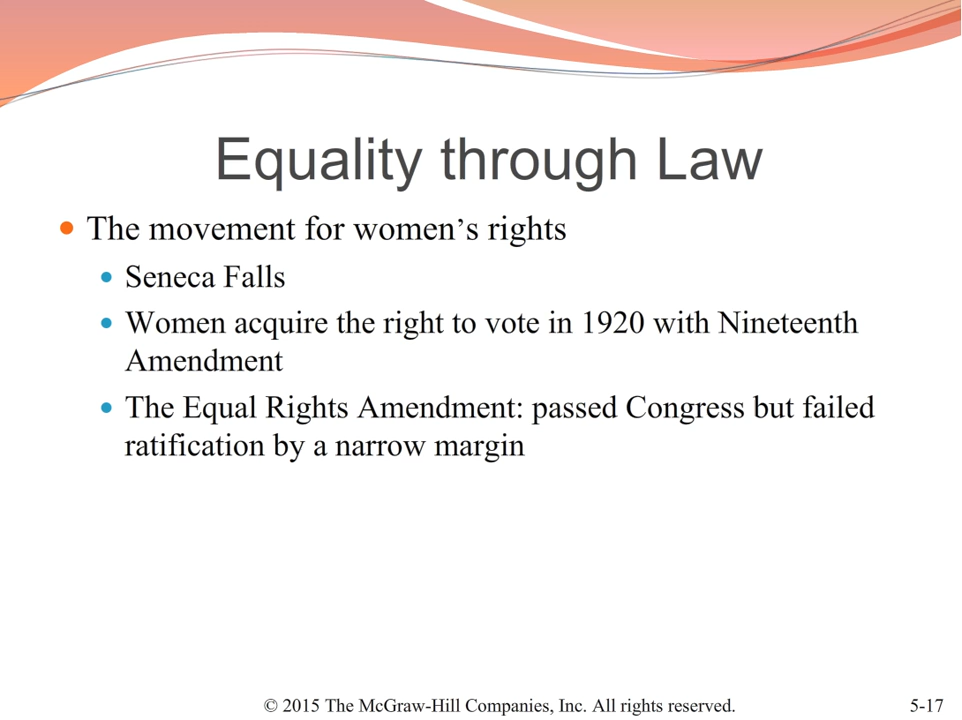 Equality through Law
• The movement for women’s rights
• Seneca Falls
• Women acquire the right to vote in 1920 with Nineteenth
Amendment
• The Equal Rights Amendment: passed Congress but failed
ratification by a narrow margin
© 2015 The McGraw-Hill Companies, Inc. All rights reserved.
5-17